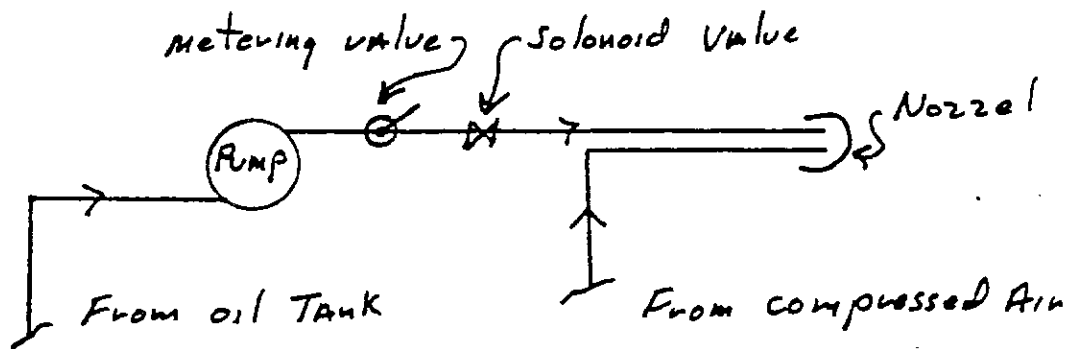 metering valve
solonoid valve
Nozzel
Pump
From oil Tank
From compressed Air